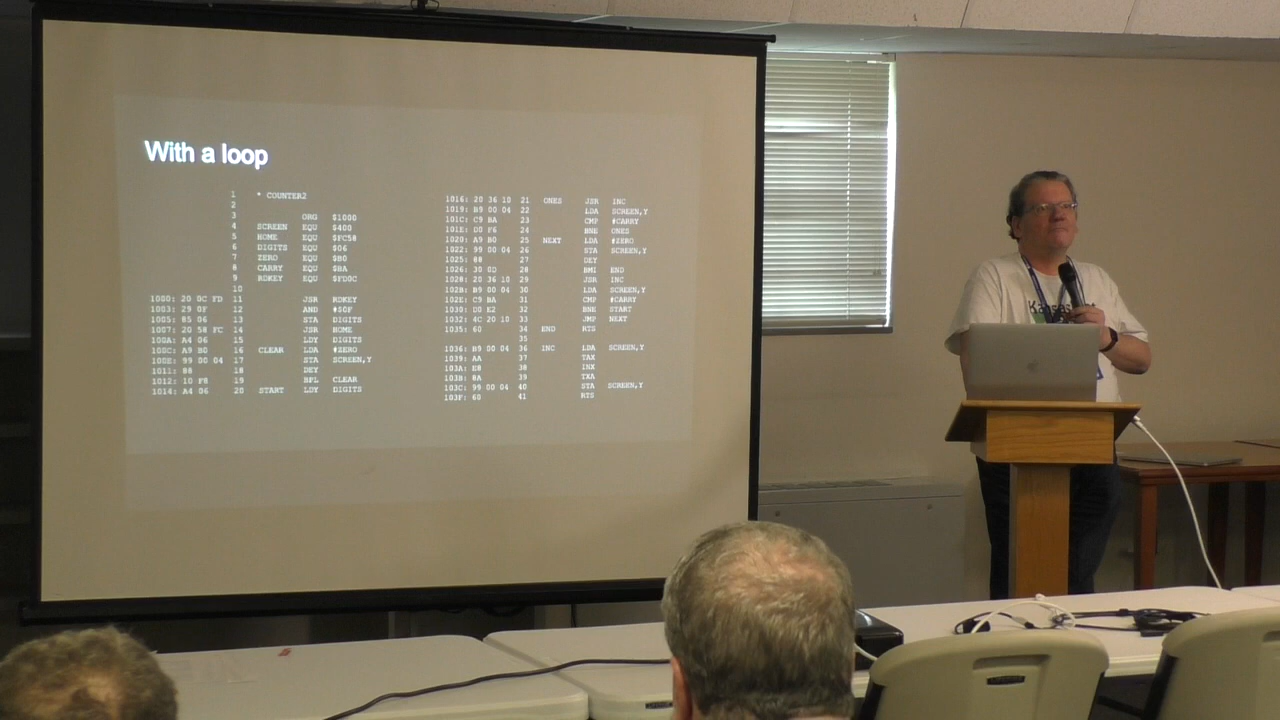 With a loop
1 * COUNTER2
2
3 ORG $1000
4 SCREEN EQU $400
5 HOME EQU $FC58
6 DIGITS EQU $06
7 ZERO EQU $B0
8 CARRY EQU $BA
9 RDKEY EQU $FD0C
10
1000: 20 0C FD 11 JSR RDKEY
1003: 29 0F 12 AND #$0F
1005: 85 06 13 STA DIGITS
1007: 20 58 FC 14 JSR HOME
100A: A4 06 15 LDY DIGITS
100C: A9 B0 16 CLEAR LDA #ZERO
100E: 99 00 04 17 STA SCREEN,Y
1011: 88 18 DEY
1012: 10 F8 19 BPL CLEAR
1014: A4 06 20 START LDY DIGITS
1016: 20 36 10 21 ONES JSR INC
1019: B9 00 04 22 LDA SCREEN,Y
101C: C9 BA 23 CMP #CARRY
101E: D0 F6 24 BNE ONES
1020: A9 B0 25 NEXT LDA #ZERO
1022: 99 00 04 26 STA SCREEN,Y
1025: 88 27 DEY
1026: 30 0D 28 BMI END
1028: 20 36 10 29 JSR INC
102B: B9 00 04 30 LDA SCREEN,Y
102E: C9 BA 31 CMP #CARRY
1030: D0 E2 32 BNE START
1032: 4C 20 10 33 JMP NEXT
1035: 60 34 END RTS
35
1036: B9 00 04 36 INC LDA SCREEN,Y
1039: AA 37 TAX
103A: E8 38 INX
103B: 8A 39 TXA
103C: 99 00 04 40 STA SCREEN,Y
103F: 60 41 RTS